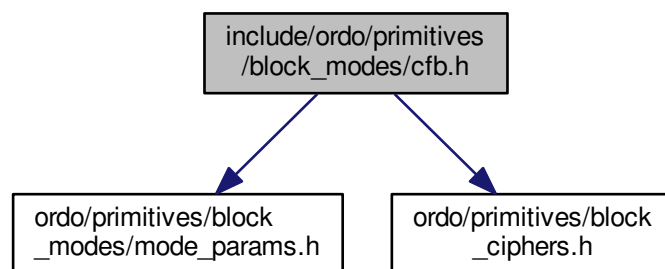 include/ordo/primitives
/block_modes/cfb.h
ordo/primitives/block
_modes/mode_params.h
ordo/primitives/block
_ciphers.h